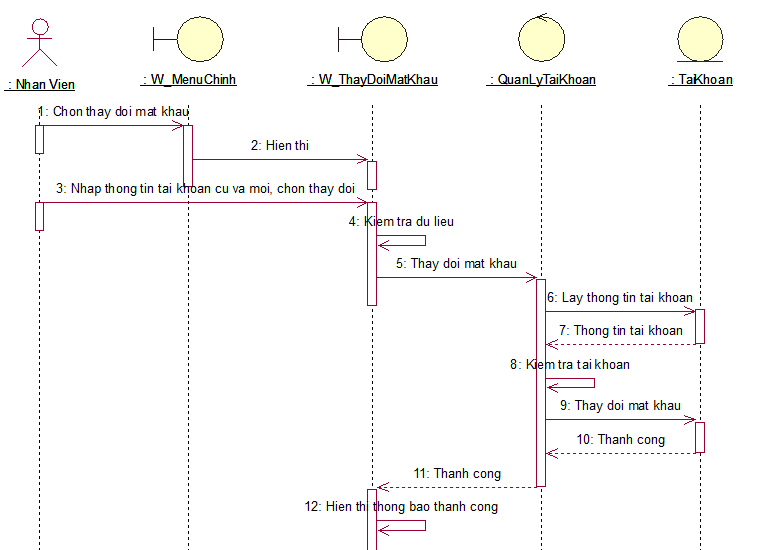 : Nhan Vien
: W_MenuChinh
: W_ThayDoiMatKhau
: QuanLyTaiKhoan
: TaiKhoan
1: Chon thay doi mat khau
2: Hien thi
3: Nhap thong tin tai khoan cu va moi, chon thay doi
4: Kiem tra du lieu
5: Thay doi mat khau
6: Lay thong tin tai khoan
7: Thong tin tai khoan
8: Kiem tra tai khoan
9: Thay doi mat khau
10: Thanh cong
11: Thanh cong
12: Hien thi thong bao thanh cong